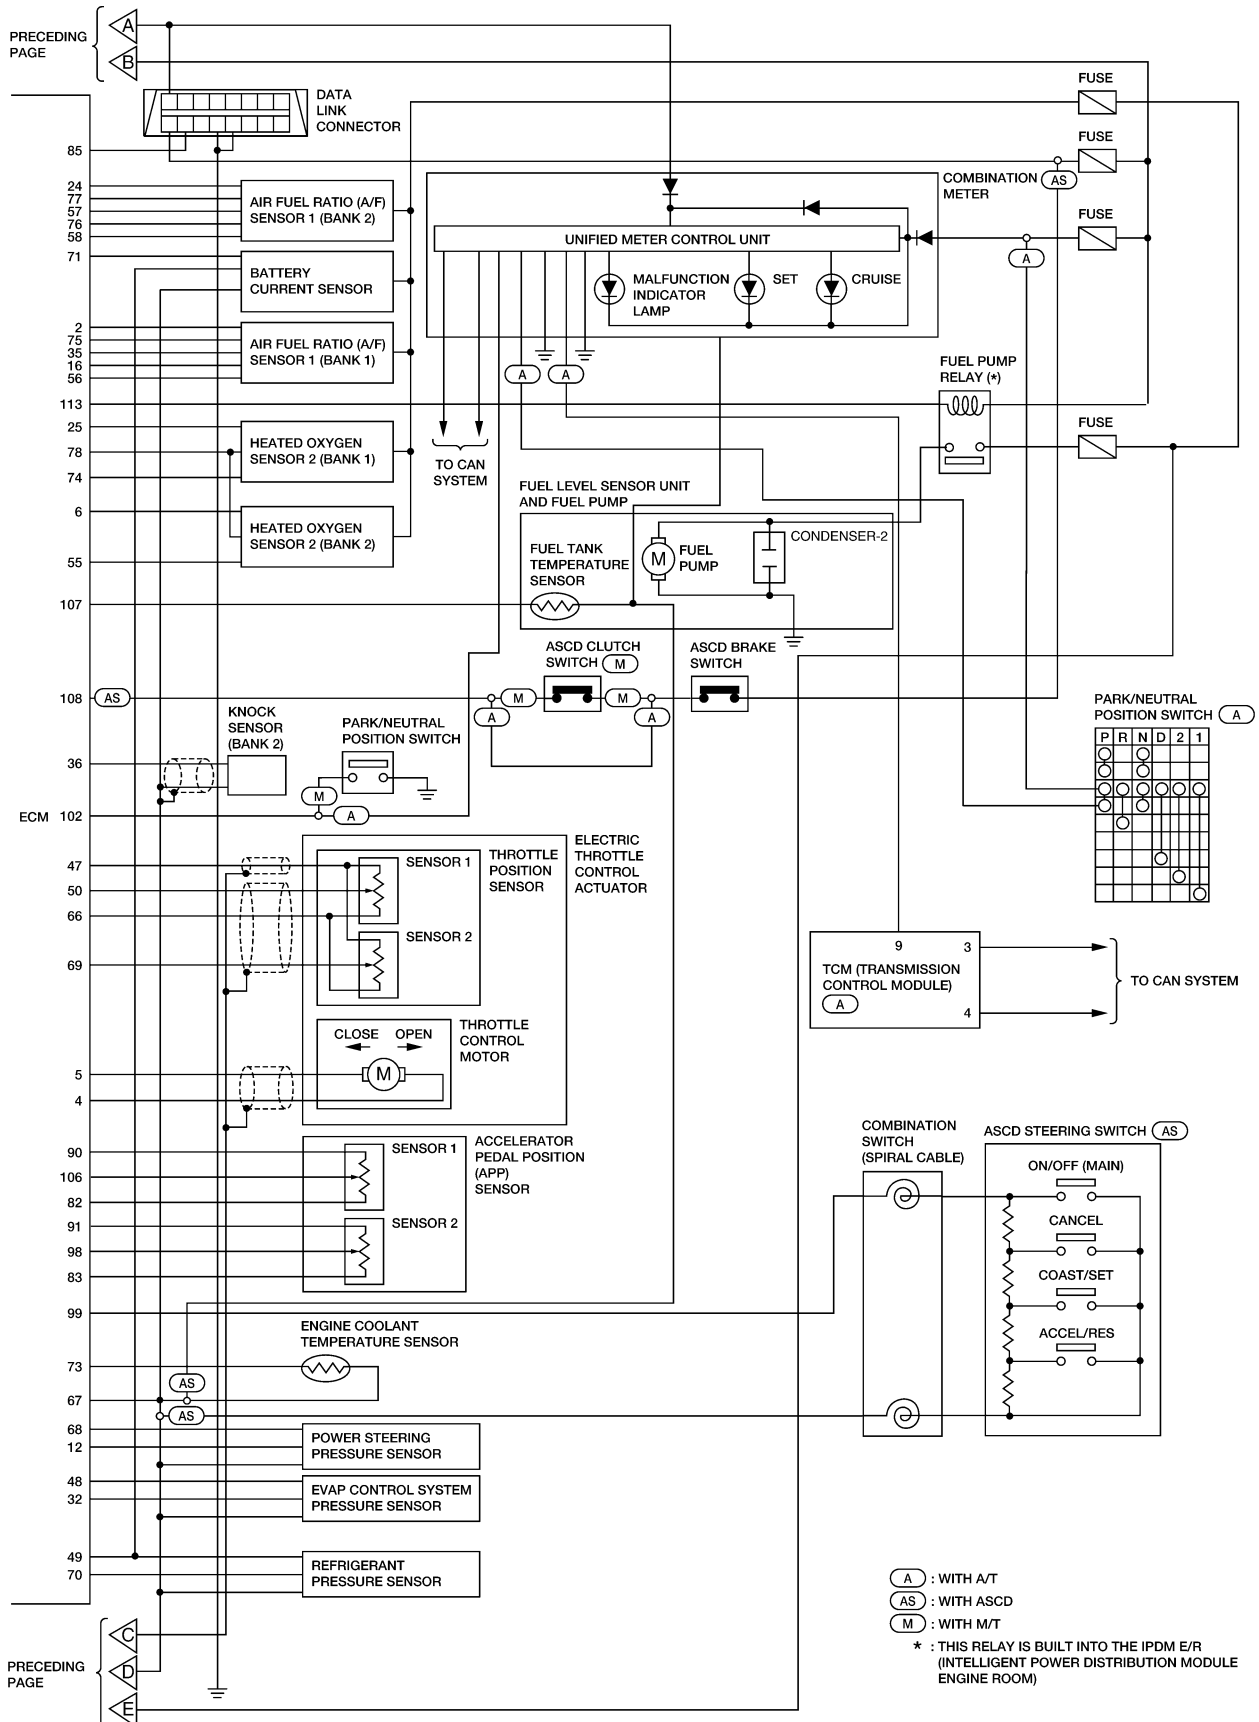 PRECEDING
PAGE
A
B
DATA
LINK
CONNECTOR
FUSE
FUSE
FUSE
FUSE
COMBINATION
METER
AS
A
85
24
77
57
76
58
AIR FUEL RATIO (A/F)
SENSOR 1 (BANK 2)
71
BATTERY
CURRENT SENSOR
2
75
35
16
56
AIR FUEL RATIO (A/F)
SENSOR 1 (BANK 1)
UNIFIED METER CONTROL UNIT
MALFUNCTION
INDICATOR
LAMP
SET
CRUISE
A
A
FUEL PUMP
RELAY (*)
113
25
78
74
HEATED OXYGEN
SENSOR 2 (BANK 1)
TO CAN
SYSTEM
6
55
HEATED OXYGEN
SENSOR 2 (BANK 2)
FUEL LEVEL SENSOR UNIT
AND FUEL PUMP
FUEL TANK
TEMPERATURE
SENSOR
M
FUEL
PUMP
CONDENSER-2
107
108
AS
ASCD CLUTCH
SWITCH
M
ASCD BRAKE
SWITCH
M
M
A
A
PARK/NEUTRAL
POSITION SWITCH
A
P R N D 2 1
KNOCK
SENSOR
(BANK 2)
PARK/NEUTRAL
POSITION SWITCH
36
M
A
ECM
102
ELECTRIC
THROTTLE
CONTROL
ACTUATOR
47
50
66
69
SENSOR 1
THROTTLE
POSITION
SENSOR
SENSOR 2
9
3
4
TCM (TRANSMISSION
CONTROL MODULE)
A
TO CAN SYSTEM
5
4
CLOSE
OPEN
M
THROTTLE
CONTROL
MOTOR
90
106
82
91
98
83
SENSOR 1
SENSOR 2
ACCELERATOR
PEDAL POSITION
(APP)
SENSOR
COMBINATION
SWITCH
(SPIRAL CABLE)
ASCD STEERING SWITCH
AS
ON/OFF (MAIN)
CANCEL
COAST/SET
ACCEL/RES
99
ENGINE COOLANT
TEMPERATURE SENSOR
73
AS
67
AS
68
12
POWER STEERING
PRESSURE SENSOR
48
32
EVAP CONTROL SYSTEM
PRESSURE SENSOR
49
70
REFRIGERANT
PRESSURE SENSOR
PRECEDING
PAGE
C
D
E
A : WITH A/T
AS : WITH ASCD
M : WITH M/T
* : THIS RELAY IS BUILT INTO THE IPDM E/R
(INTELLIGENT POWER DISTRIBUTION MODULE
ENGINE ROOM)